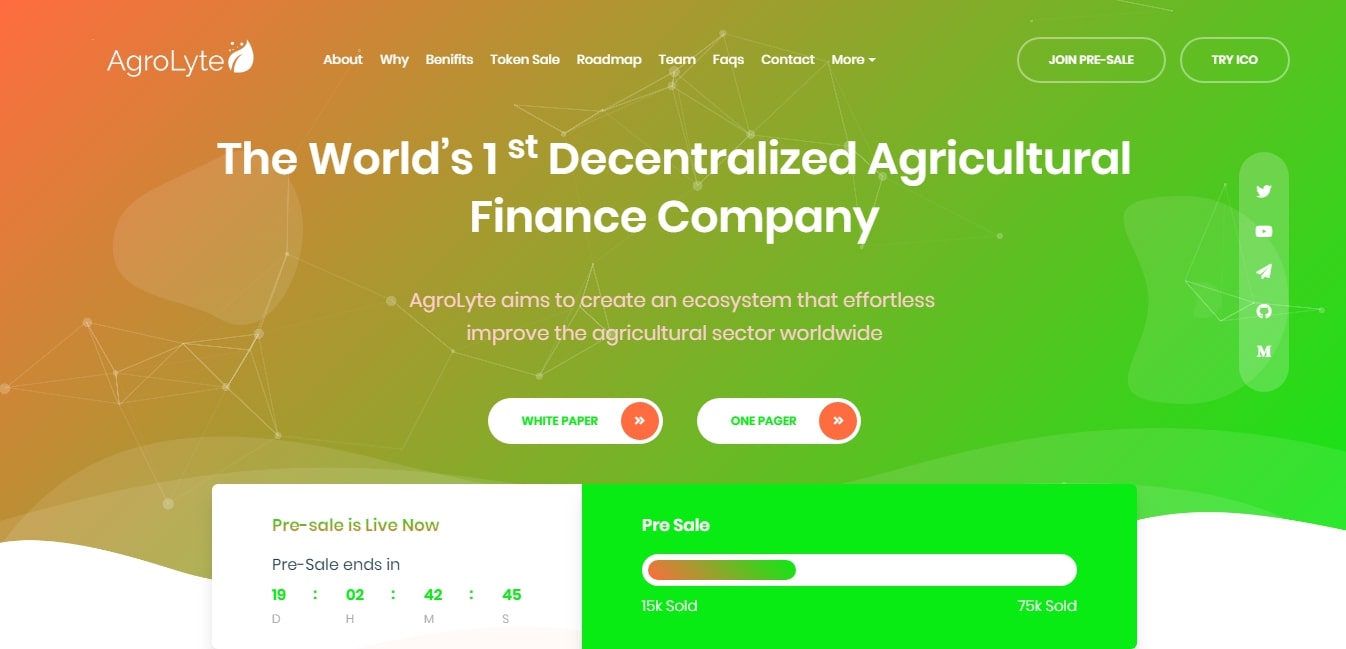 AgroLyte
About Why Benifits Token Sale Roadmap Team Faqs Contact More
JOIN PRE-SALE
TRY ICO
The World's 1 st Decentralized Agricultural
Finance Company
AgroLyte aims to create an ecosystem that effortless
improve the agricultural sector worldwide
WHITE PAPER
ONE PAGER
Pre-sale is Live Now
Pre-Sale ends in
19 : 02 : 42 : 45
D H M S
Pre Sale
15k Sold 75k Sold